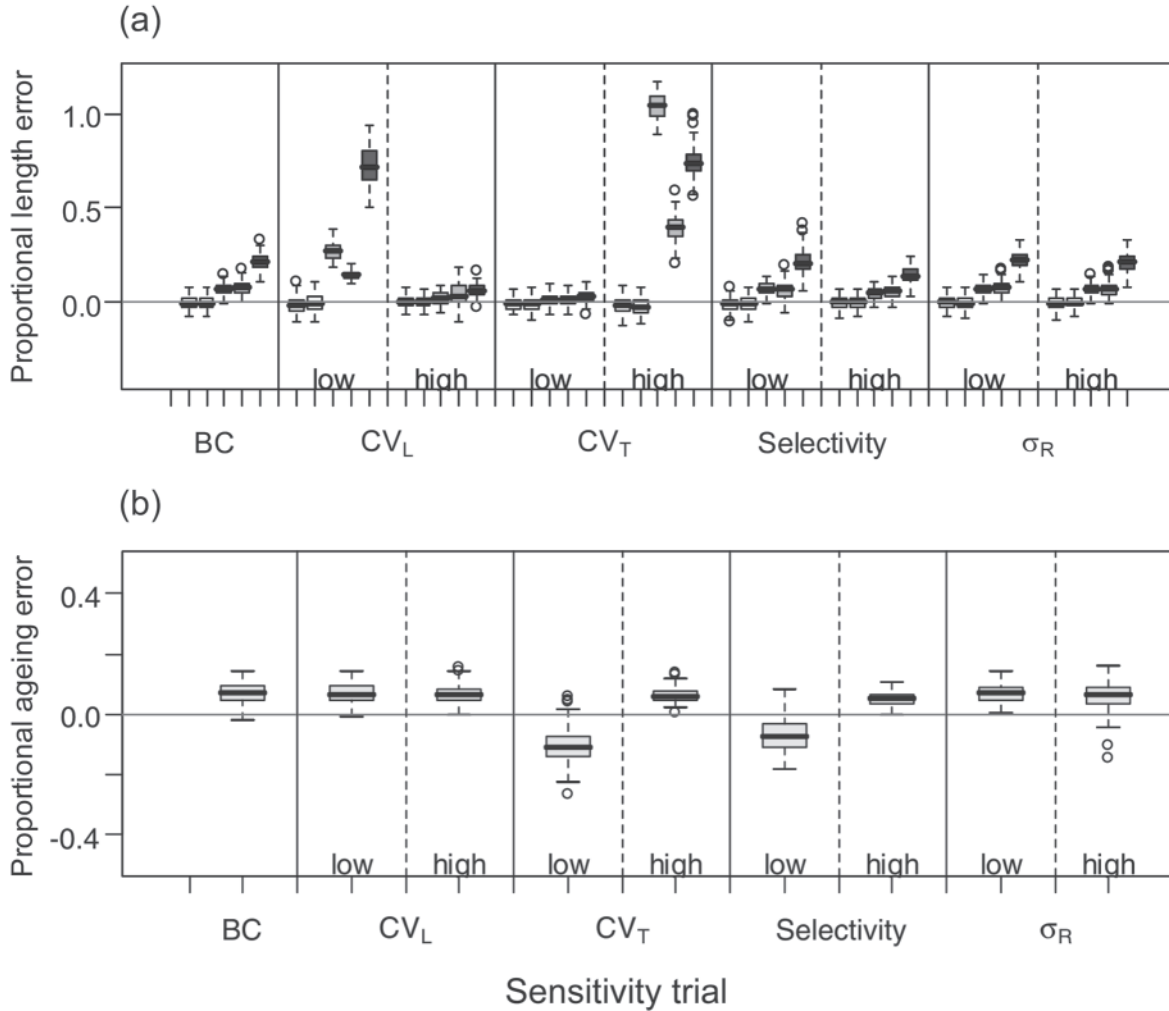 (a)
Proportional length error
1.0
0.5
0.0
low high low high low high low high
BC CV_L CV_T Selectivity σ_R
(b)
Proportional ageing error
0.4
0.0
-0.4
low high low high low high low high
BC CV_L CV_T Selectivity σ_R
Sensitivity trial